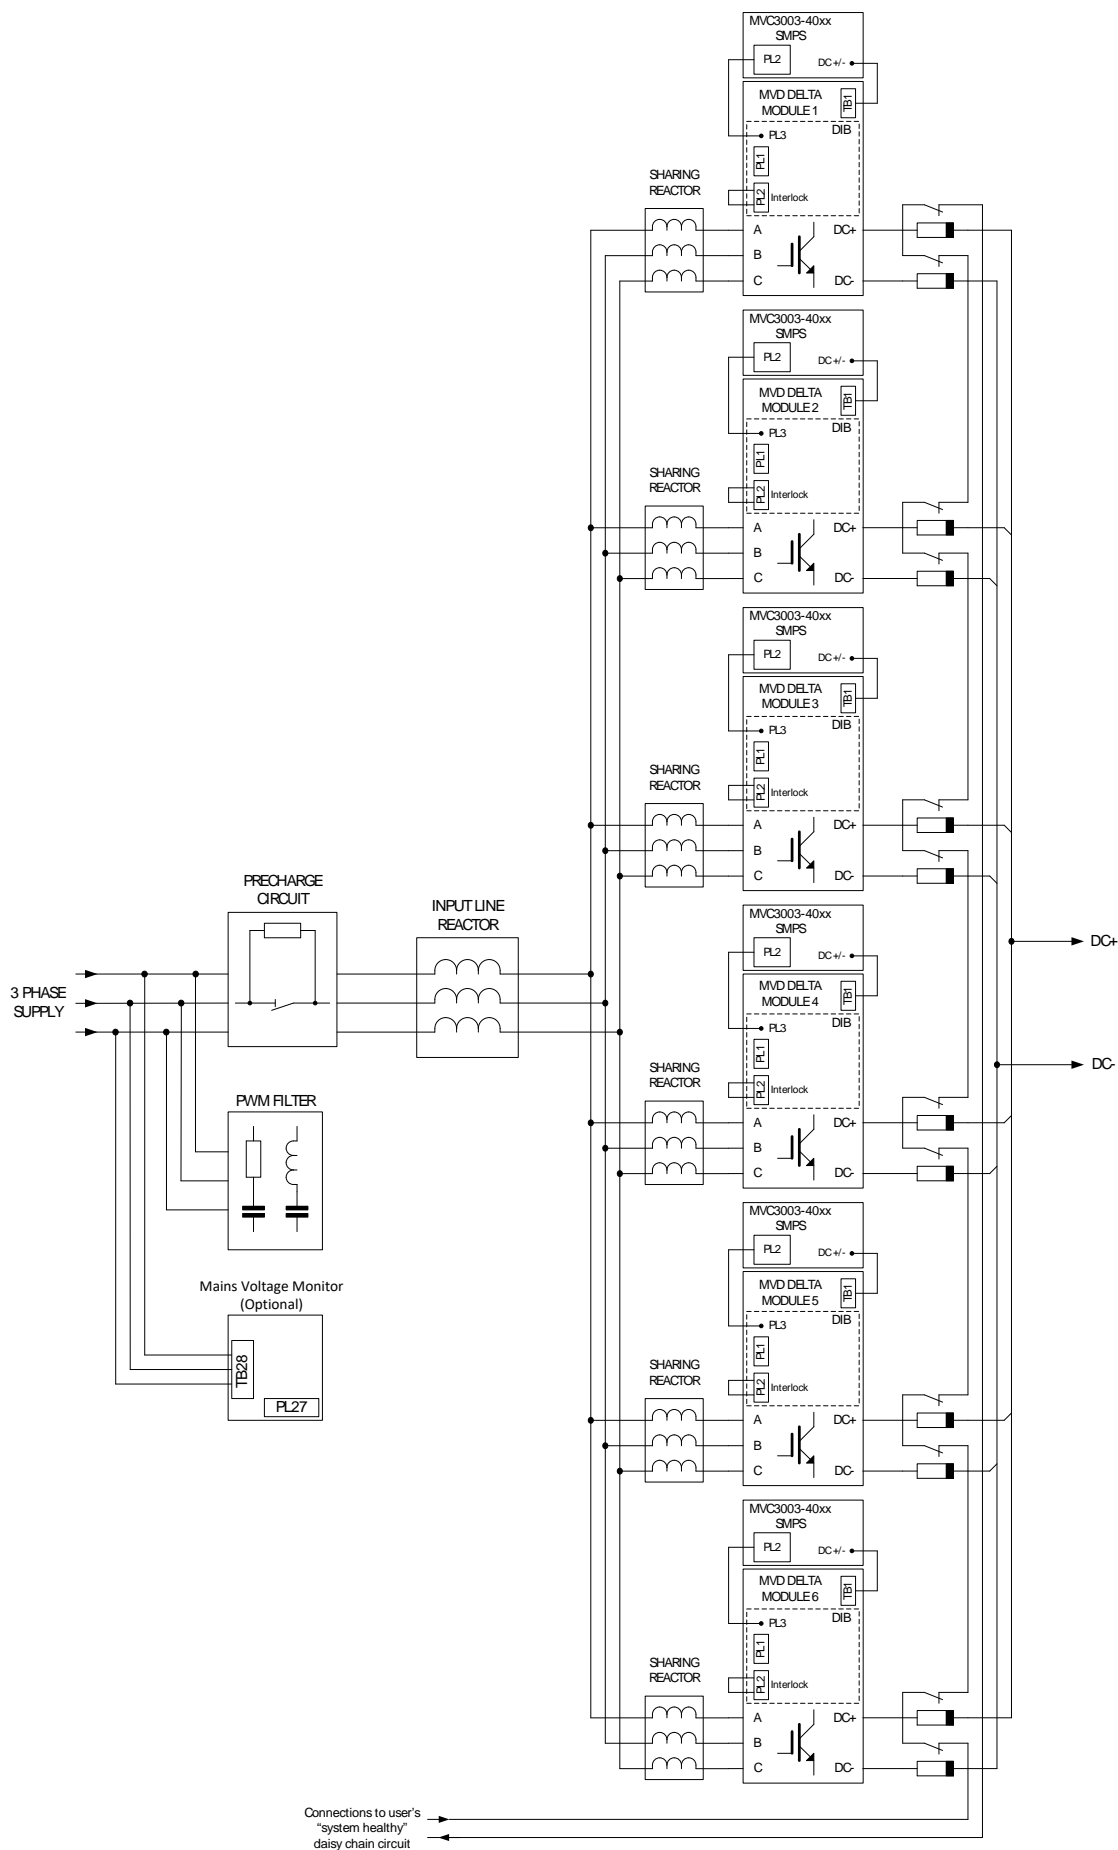 MVC3003-40xx
SMPS
PL2
DC +/-
MVD DELTA
MODULE 1
TB1
DIB
PL3
PL1
PL2
Interlock
SHARING
REACTOR
A
DC+
B
C
DC-
MVC3003-40xx
SMPS
PL2
DC +/-
MVD DELTA
MODULE 2
TB1
DIB
PL3
PL1
PL2
Interlock
SHARING
REACTOR
A
DC+
B
C
DC-
MVC3003-40xx
SMPS
PL2
DC +/-
MVD DELTA
MODULE 3
TB1
DIB
PL3
PL1
PL2
Interlock
SHARING
REACTOR
A
DC+
B
C
DC-
PRECHARGE
CIRCUIT
INPUT LINE
REACTOR
3 PHASE
SUPPLY
MVC3003-40xx
SMPS
PL2
DC +/-
MVD DELTA
MODULE 4
TB1
DIB
PL3
PL1
PL2
Interlock
SHARING
REACTOR
A
DC+
B
C
DC-
DC+
DC-
PWM FILTER
Mains Voltage Monitor
(Optional)
TB28
PL27
MVC3003-40xx
SMPS
PL2
DC +/-
MVD DELTA
MODULE 5
TB1
DIB
PL3
PL1
PL2
Interlock
SHARING
REACTOR
A
DC+
B
C
DC-
MVC3003-40xx
SMPS
PL2
DC +/-
MVD DELTA
MODULE 6
TB1
DIB
PL3
PL1
PL2
Interlock
SHARING
REACTOR
A
DC+
B
C
DC-
Connections to user's
"system healthy"
daisy chain circuit